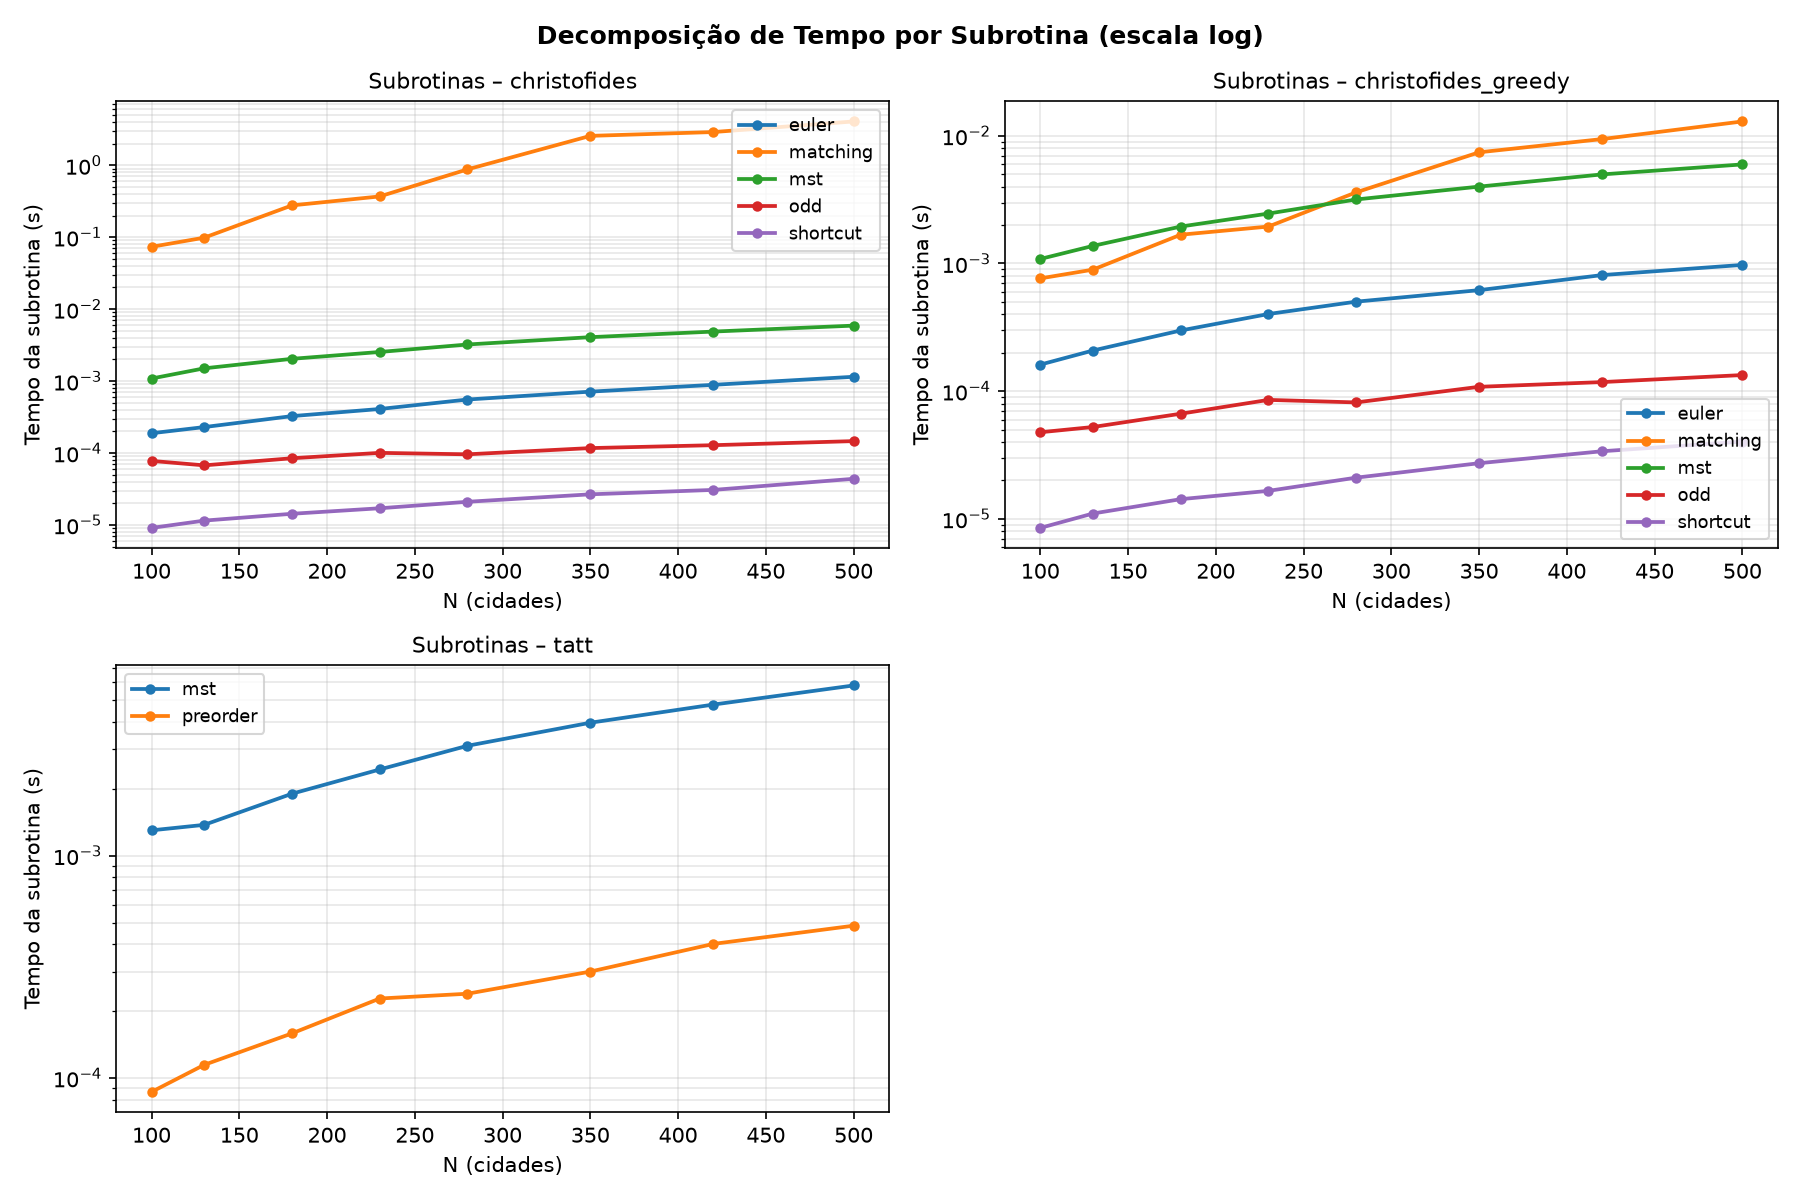 Decomposição de Tempo por Subrotina (escala log)
Subrotinas – christofides
Tempo da subrotina (s)
10⁰
10⁻¹
10⁻²
10⁻³
10⁻⁴
10⁻⁵
euler
matching
mst
odd
shortcut
100 150 200 250 300 350 400 450 500
N (cidades)
Subrotinas – christofides_greedy
Tempo da subrotina (s)
10⁻²
10⁻³
10⁻⁴
10⁻⁵
euler
matching
mst
odd
shortcut
100 150 200 250 300 350 400 450 500
N (cidades)
Subrotinas – tatt
Tempo da subrotina (s)
mst
preorder
10⁻³
10⁻⁴
100 150 200 250 300 350 400 450 500
N (cidades)